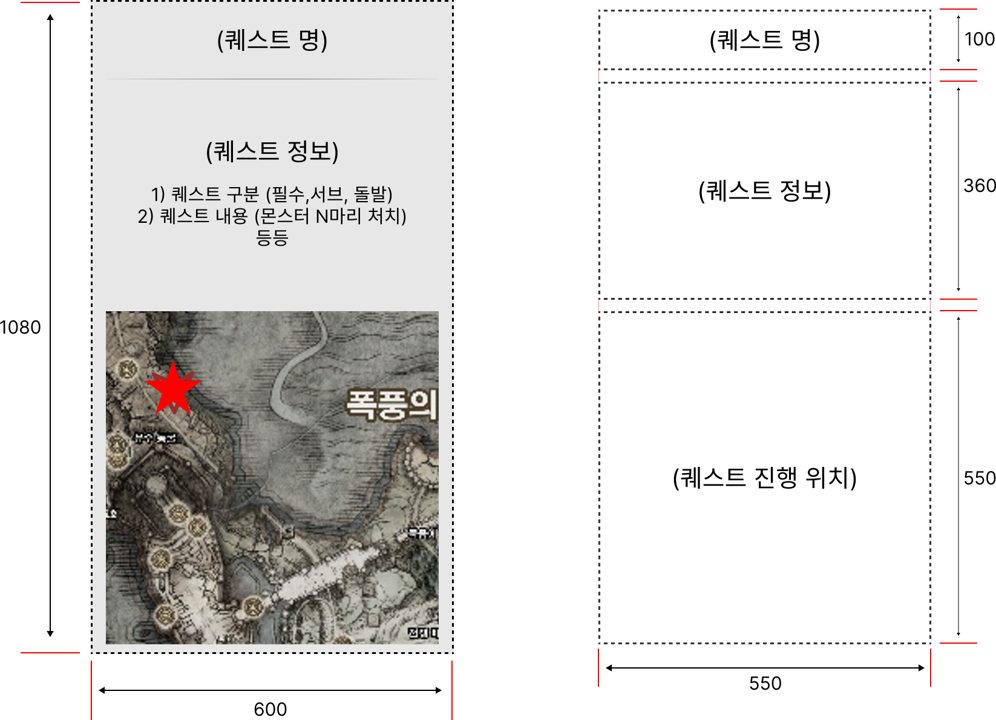 (퀘스트 명)
(퀘스트 정보)
1) 퀘스트 구분 (필수,서브, 돌발)
2) 퀘스트 내용 (몬스터 N마리 처치)
등등
1080
폭풍의
600
(퀘스트 명)
100
(퀘스트 정보)
360
(퀘스트 진행 위치)
550
550